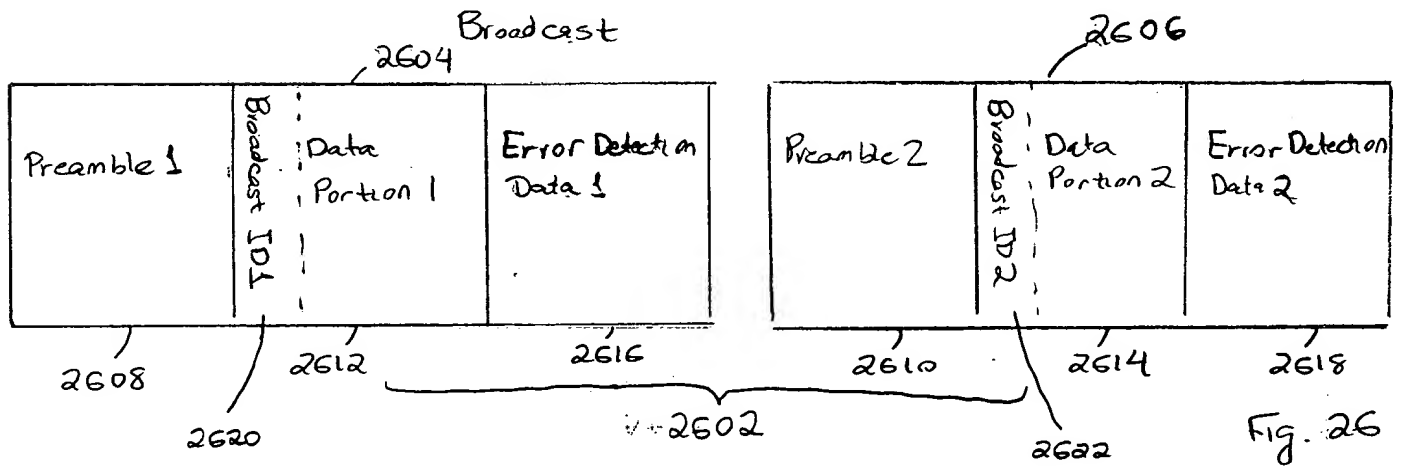 Broadcast
2604
2606
Preamble 1
Broadcast ID1
Data
Portion 1
Error Detection
Data 1
Preamble 2
Broadcast ID2
Data
Portion 2
Error Detection
Data 2
2608
2612
2616
2610
2614
2618
2620
2602
2622
Fig. 26